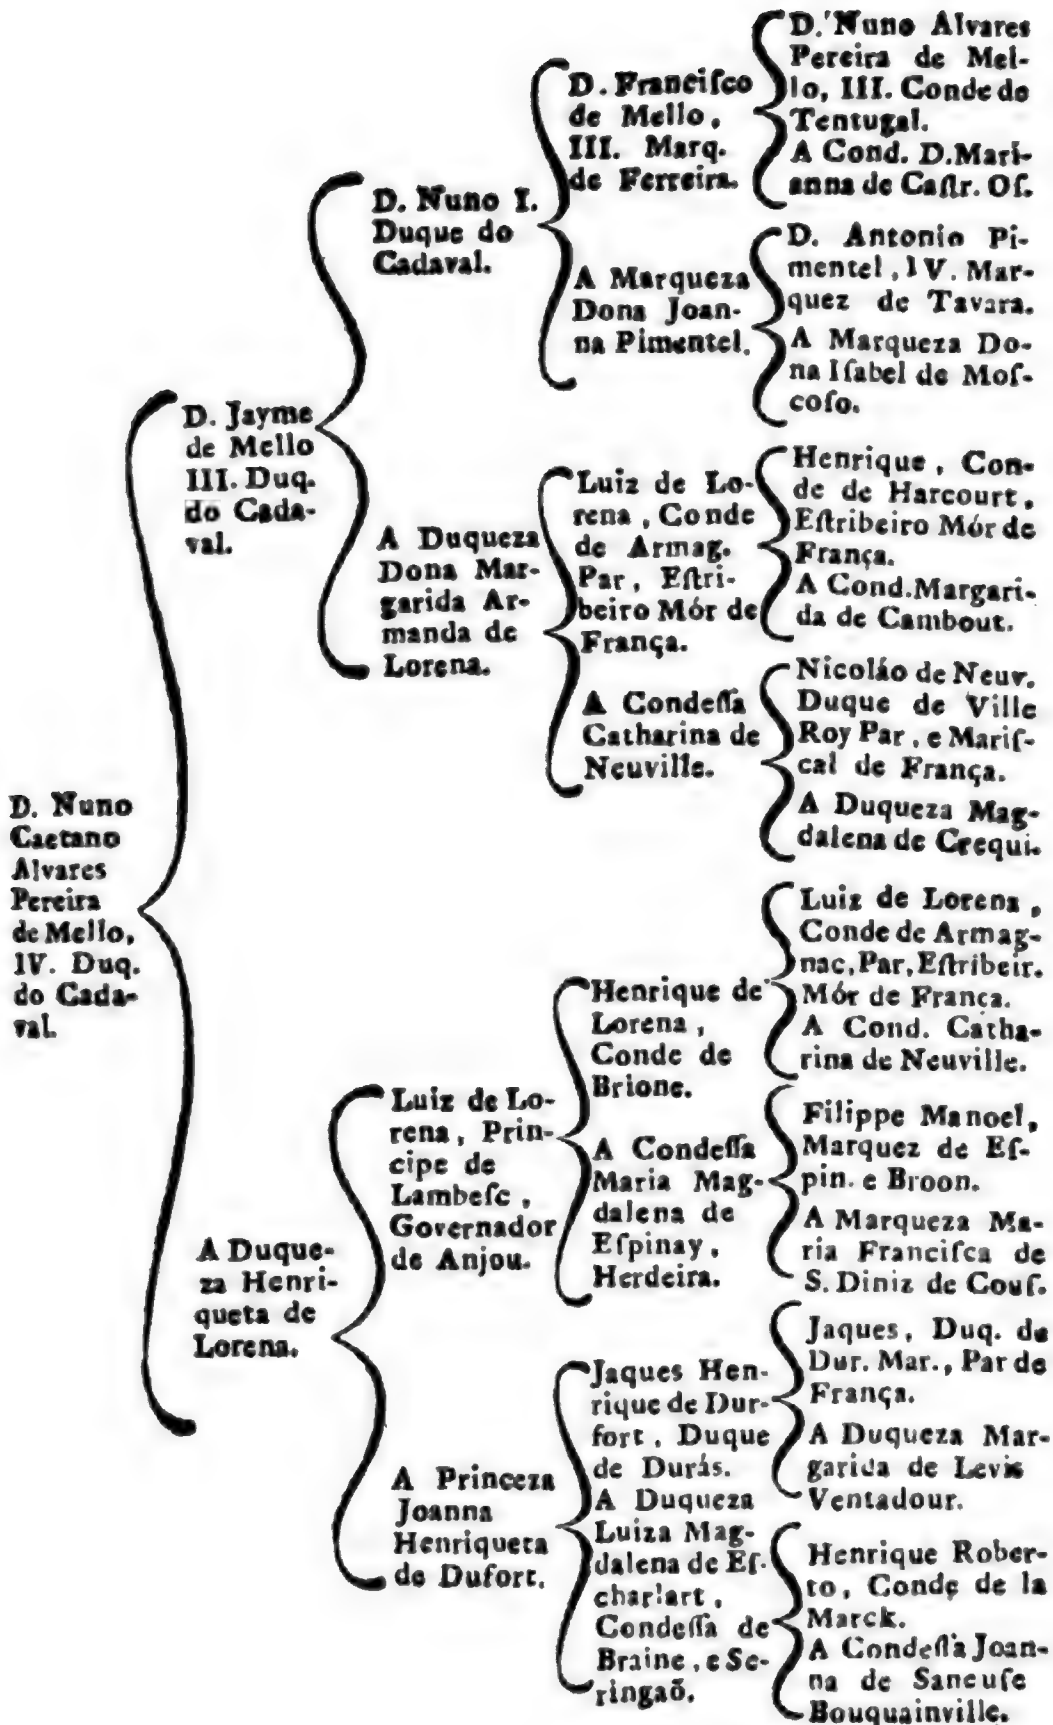 D. Nuno
Caetano
Alvares
Pereira
de Mello,
IV. Duq.
do Cada-
val.
D. Jayme
de Mello
III. Duq.
do Cada-
val.
A Duque-
za Henri-
queta de
Lorena.
D. Nuno I.
Duque do
Cadaval.
A Duqueza
Dona Mar-
garida Ar-
manda de
Lorena.
Luiz de Lo-
rena, Prin-
cipe de
Lambeſc,
Governador
de Anjou.
A Princeza
Joanna
Henriqueta
de Dufort.
D. Franciſco
de Mello,
III. Marq.
de Ferreira.
A Marqueza
Dona Joan-
na Pimentel.
Luiz de Lo-
rena, Conde
de Armag.
Par, Eſtri-
beiro Mór de
França.
A Condeſſa
Catharina de
Neuville.
Henrique de
Lorena,
Conde de
Brione.
A Condeſſa
Maria Mag-
dalena de
Eſpinay,
Herdeira.
Jaques Hen-
rique de Dur-
fort, Duque
de Durás.
A Duqueza
Luiza Mag-
dalena de Eſ-
charlart,
Condeſſa de
Braine, e Se-
ringaõ.
D. Nuno Alvares
Pereira de Mel-
lo, III. Conde de
Tentugal.
A Cond. D. Mari-
anna de Caſtr. Oſ.
D. Antonio Pi-
mentel, IV. Mar-
quez de Tavara.
A Marqueza Do-
na Iſabel de Moſ-
coſo.
Henrique, Con-
de de Harcourt,
Eſtribeiro Mór de
França.
A Cond. Margari-
da de Cambout.
Nicoláo de Neuv.
Duque de Ville
Roy Par, e Mariſ-
cal de França.
A Duqueza Mag-
dalena de Crequi.
Luiz de Lorena,
Conde de Armag-
nac, Par, Eſtribeir.
Mór de França.
A Cond. Catha-
rina de Neuville.
Filippe Manoel,
Marquez de Eſ-
pin. e Broon.
A Marqueza Ma-
ria Franciſca de
S. Diniz de Couſ.
Jaques, Duq. de
Dur. Mar., Par de
França.
A Duqueza Mar-
garida de Levis
Ventadour.
Henrique Rober-
to, Conde de la
Marck.
A Condeſſa Joan-
na de Saneuſe
Bouquainville.